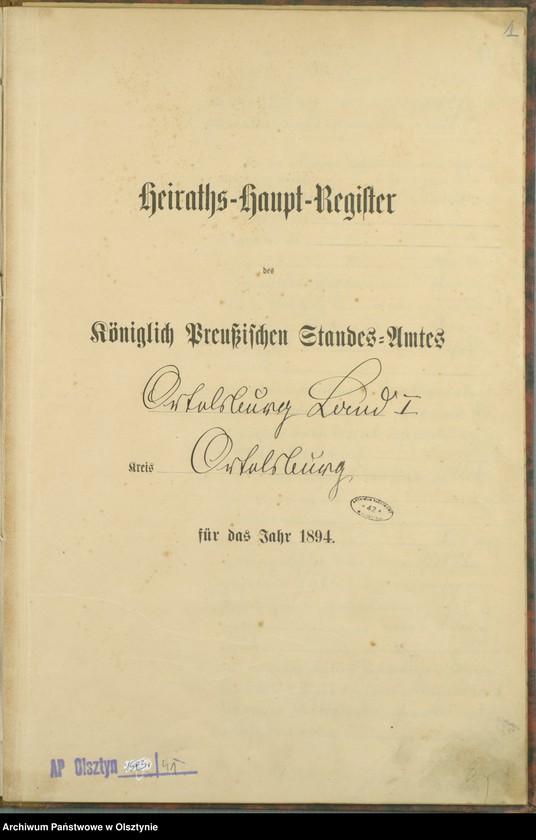 1
Heiraths-Haupt-Register
des
Königlich Preußischen Standes-Amtes
Ortelsburg Land I
Kreis Ortelsburg
für das Jahr 1894.
42
AP Olsztyn
Archiwum Państwowe w Olsztynie